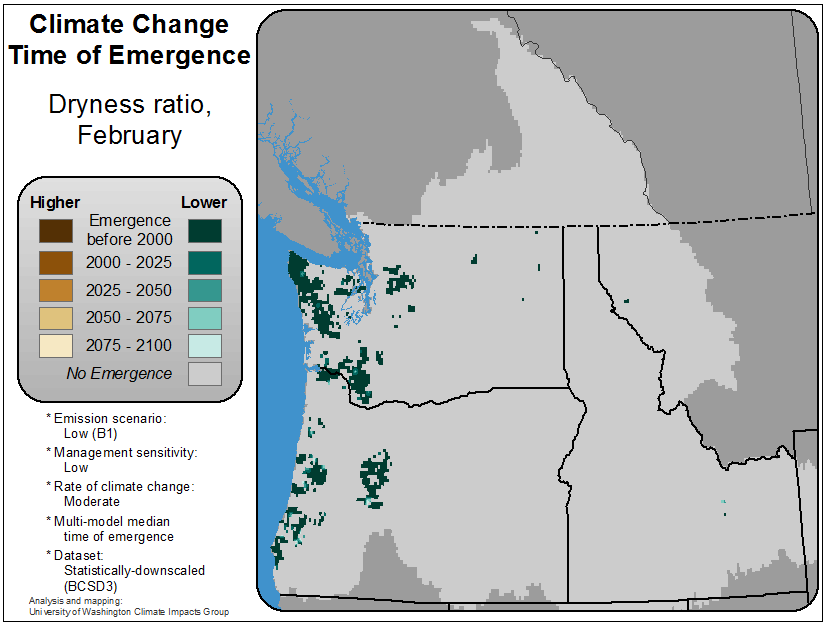 Climate Change
Time of Emergence
Dryness ratio,
February
Higher Lower
Emergence
before 2000
2000 - 2025
2025 - 2050
2050 - 2075
2075 - 2100
No Emergence
* Emission scenario:
Low (B1)
* Management sensitivity:
Low
* Rate of climate change:
Moderate
* Multi-model median
time of emergence
* Dataset:
Statistically-downscaled
(BCSD3)
Analysis and mapping:
University of Washington Climate Impacts Group